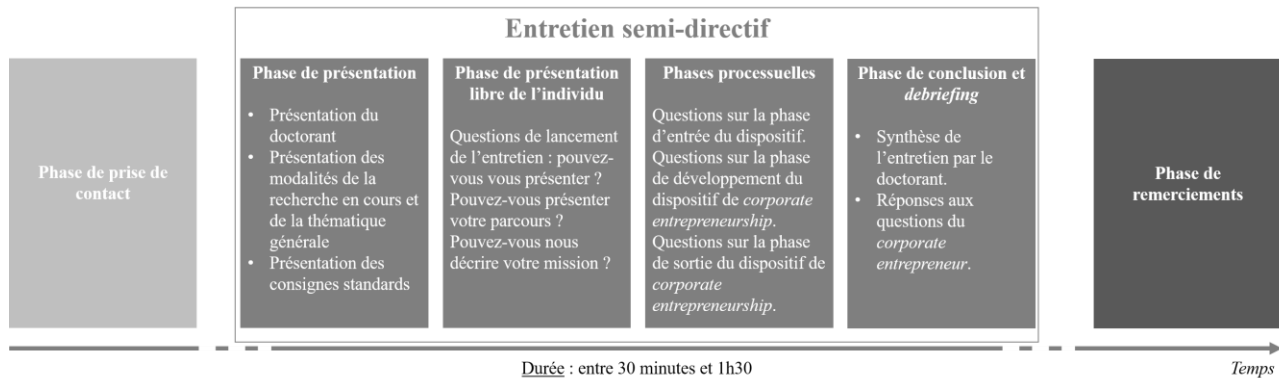 Entretien semi-directif
Phase de prise de
contact
Phase de présentation
• Présentation du
doctorant
• Présentation des
modalités de la
recherche en cours et
de la thématique
générale
• Présentation des
consignes standards
Phase de présentation
libre de l'individu
Questions de lancement
de l'entretien : pouvez-
vous vous présenter ?
Pouvez-vous présenter
votre parcours ?
Pouvez-vous nous
décrire votre mission ?
Phases processuelles
Questions sur la phase
d'entrée du dispositif.
Questions sur la phase
de développement du
dispositif de corporate
entrepreneurship.
Questions sur la phase
de sortie du dispositif de
corporate
entrepreneurship.
Phase de conclusion et
debriefing
• Synthèse de
l'entretien par le
doctorant.
• Réponses aux
questions du
corporate
entrepreneur.
Phase de
remerciements
Durée : entre 30 minutes et 1h30
Temps